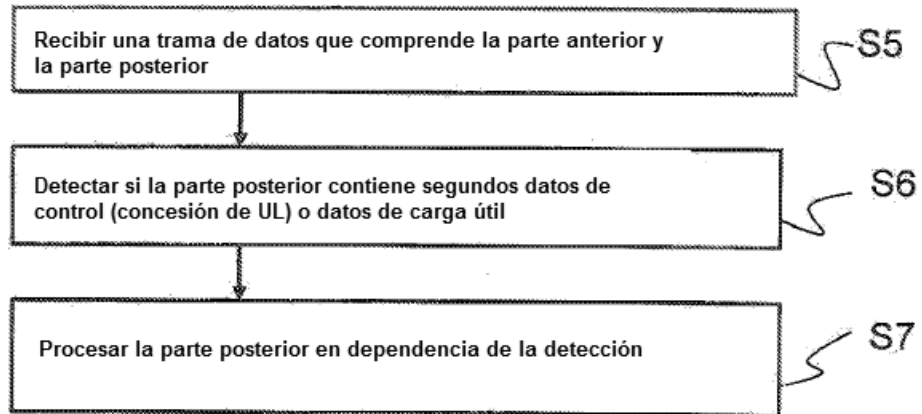 Recibir una trama de datos que comprende la parte anterior y
la parte posterior
S5
Detectar si la parte posterior contiene segundos datos de
control (concesión de UL) o datos de carga útil
S6
Procesar la parte posterior en dependencia de la detección
S7